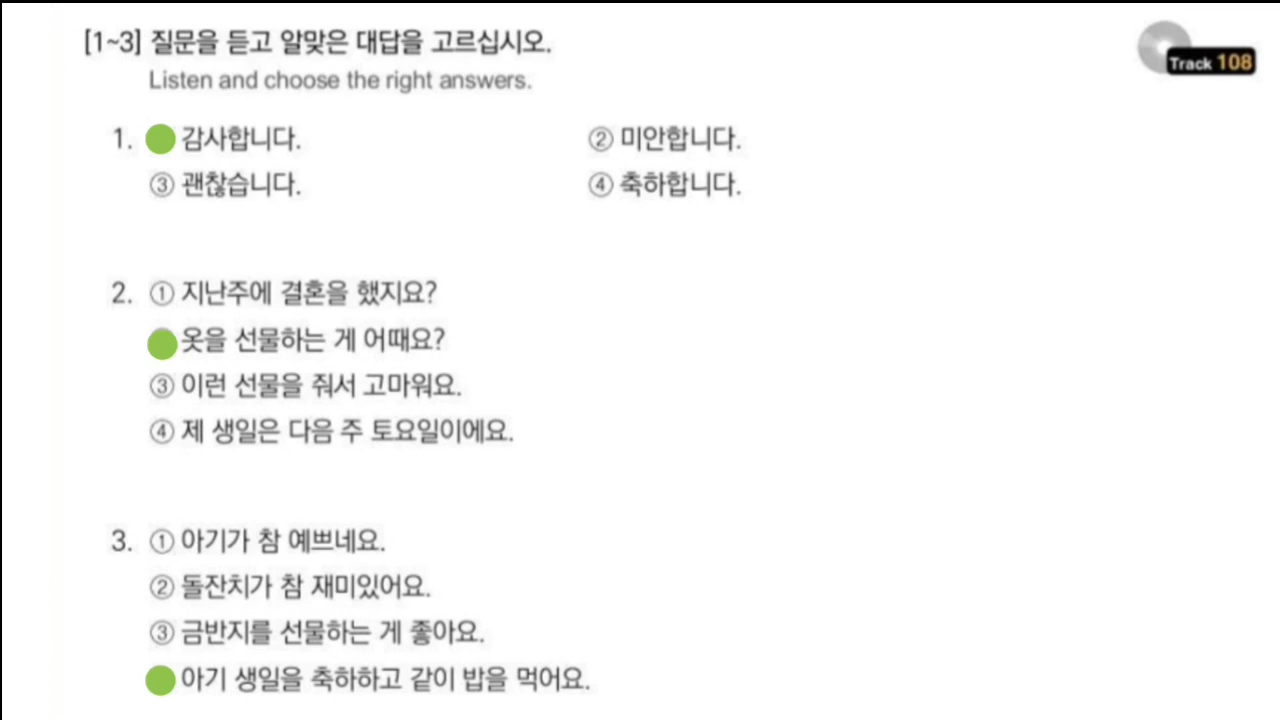 [1~3] 질문을 듣고 알맞은 대답을 고르십시오.
Listen and choose the right answers.
Track 108
1. 감사합니다. ② 미안합니다.
③ 괜찮습니다. ④ 축하합니다.
2. ① 지난주에 결혼을 했지요?
옷을 선물하는 게 어때요?
③ 이런 선물을 줘서 고마워요.
④ 제 생일은 다음 주 토요일이에요.
3. ① 아기가 참 예쁘네요.
② 돌잔치가 참 재미있어요.
③ 금반지를 선물하는 게 좋아요.
아기 생일을 축하하고 같이 밥을 먹어요.